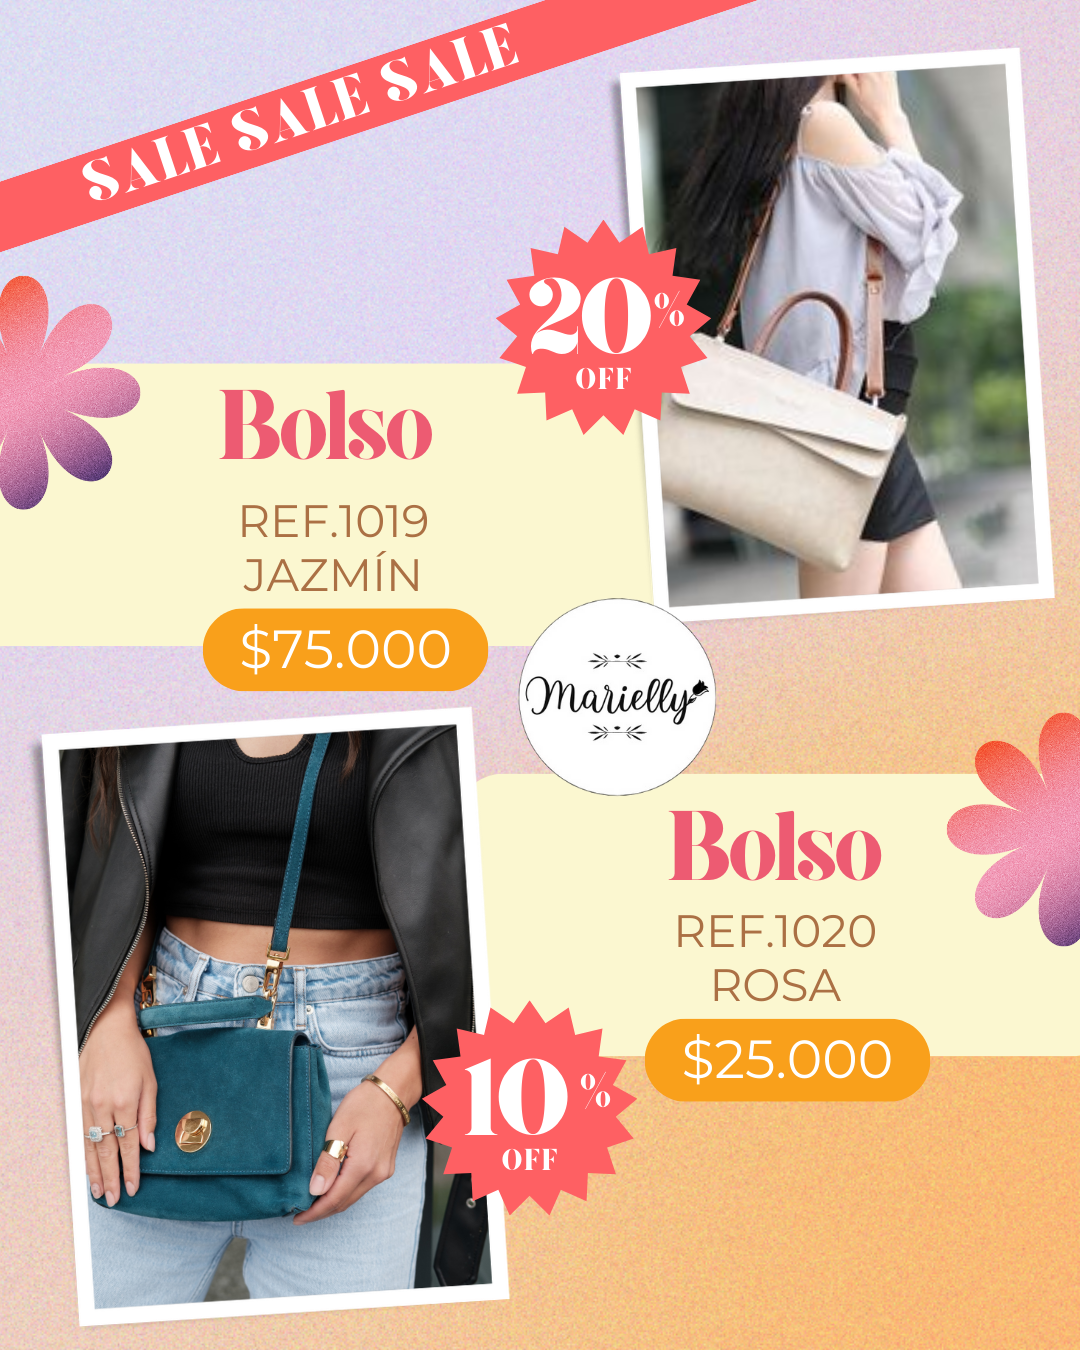 SALE SALE SALE
20%
OFF
Bolso
REF.1019
JAZMÍN
$75.000
Marielly
Bolso
REF.1020
ROSA
$25.000
10%
OFF